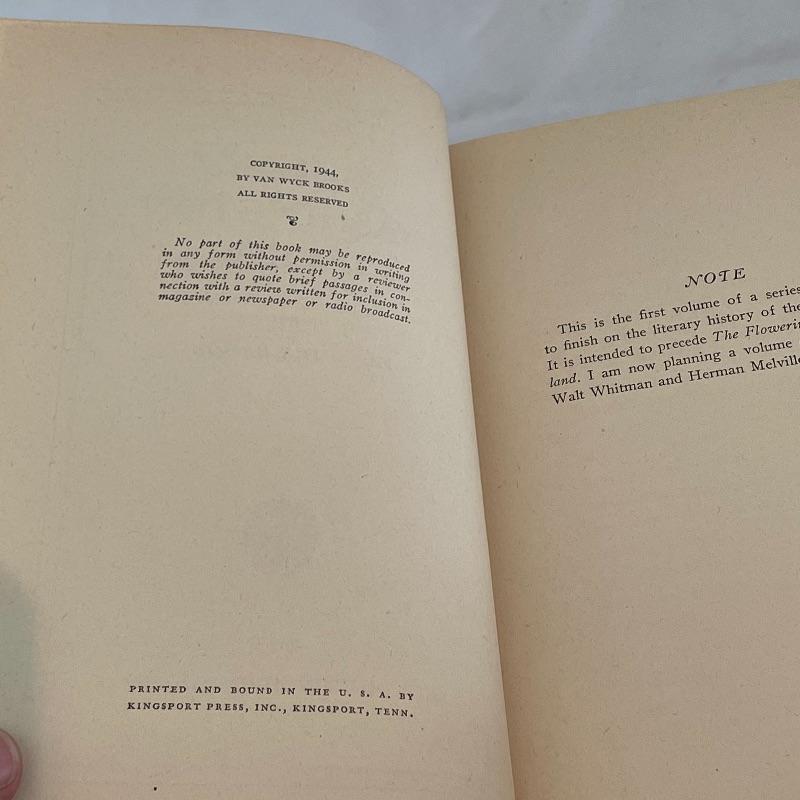 COPYRIGHT, 1944,
BY VAN WYCK BROOKS
ALL RIGHTS RESERVED
No part of this book may be reproduced
in any form without permission in writing
from the publisher, except by a reviewer
who wishes to quote brief passages in con-
nection with a review written for inclusion in
magazine or newspaper or radio broadcast.
PRINTED AND BOUND IN THE U. S. A. BY
KINGSPORT PRESS, INC., KINGSPORT, TENN.
NOTE
This is the first volume of a series
to finish on the literary history of the
It is intended to precede The Flowerin
land. I am now planning a volume
Walt Whitman and Herman Melville